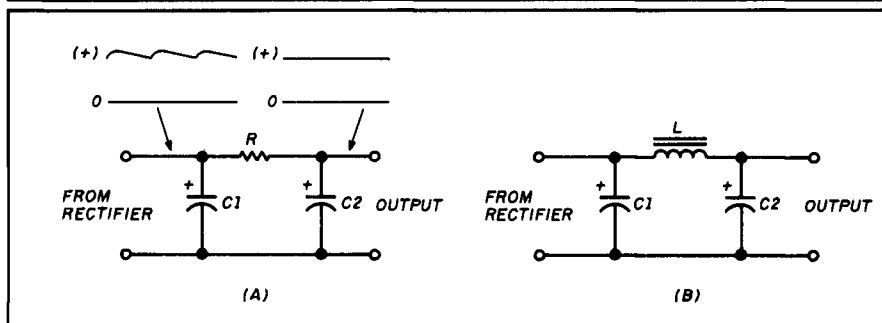 (+) (+)
0 0
R
L
FROM RECTIFIER
+ C1
+ C2
OUTPUT
FROM RECTIFIER
+ C1
+ C2
OUTPUT
(A)
(B)